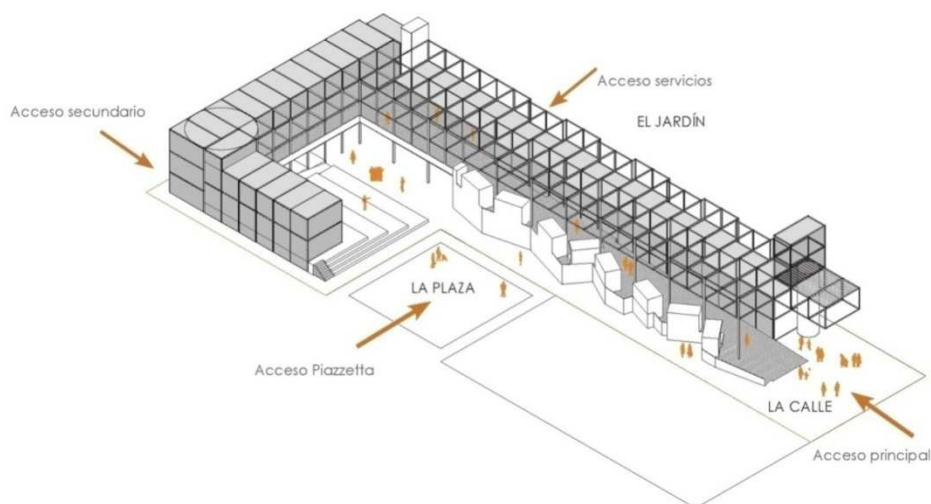 Acceso servicios
EL JARDÍN
Acceso secundario
LA PLAZA
Acceso Piazzetta
LA CALLE
Acceso principal